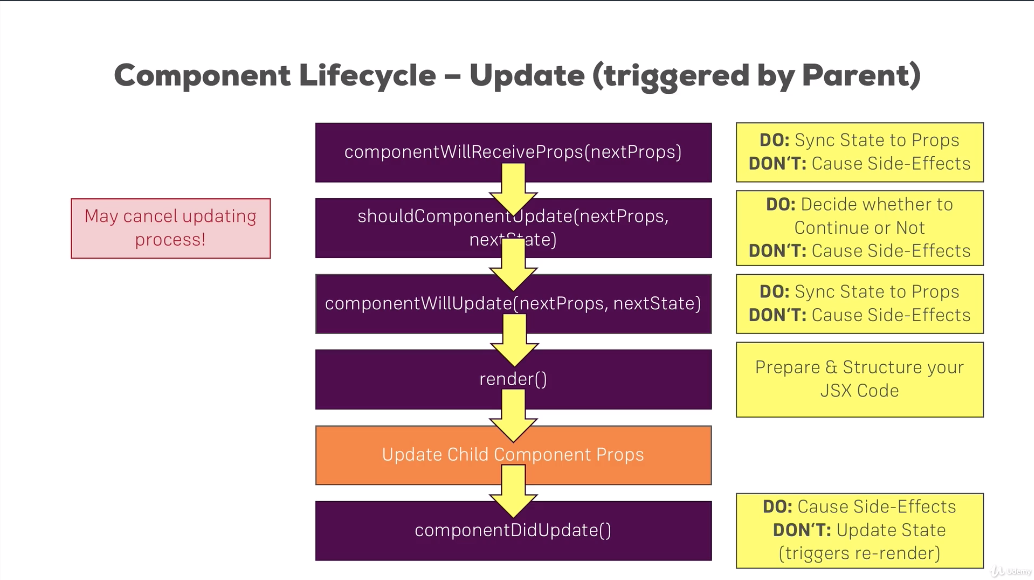 Component Lifecycle – Update (triggered by Parent)
componentWillReceiveProps(nextProps)
DO: Sync State to Props
DON'T: Cause Side-Effects
May cancel updating
process!
shouldComponentUpdate(nextProps,
nextState)
DO: Decide whether to
Continue or Not
DON'T: Cause Side-Effects
componentWillUpdate(nextProps, nextState)
DO: Sync State to Props
DON'T: Cause Side-Effects
render()
Prepare & Structure your
JSX Code
Update Child Component Props
componentDidUpdate()
DO: Cause Side-Effects
DON'T: Update State
(triggers re-render)
Udemy